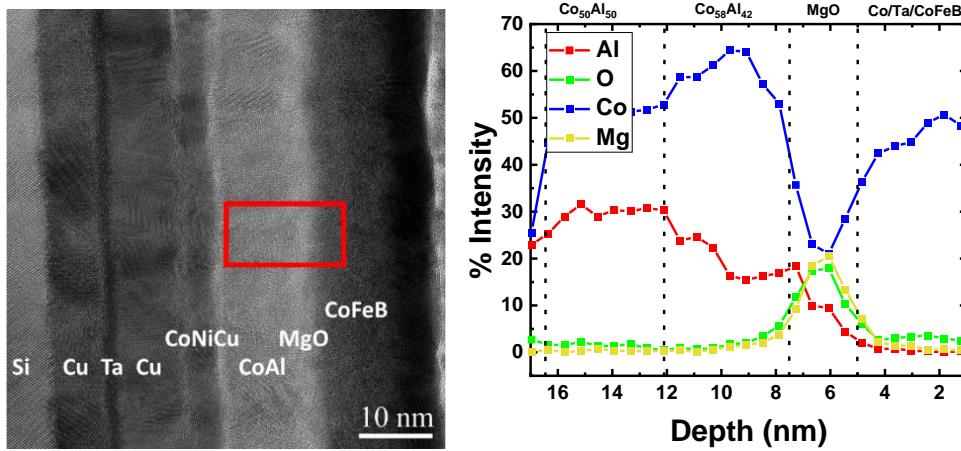 Si Cu Ta Cu CoNiCu CoAl MgO CoFeB
10 nm
Co₅₀Al₅₀ Co₅₈Al₄₂ MgO Co/Ta/CoFeB
Al
O
Co
Mg
% Intensity
70
60
50
40
30
20
10
0
16 14 12 10 8 6 4 2
Depth (nm)